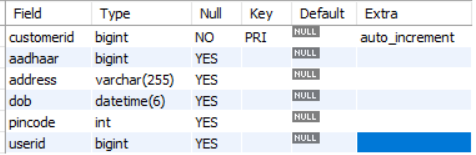 Field Type Null Key Default Extra
customerid bigint NO PRI NULL auto_increment
aadhaar bigint YES NULL
address varchar(255) YES NULL
dob datetime(6) YES NULL
pincode int YES NULL
userid bigint YES NULL